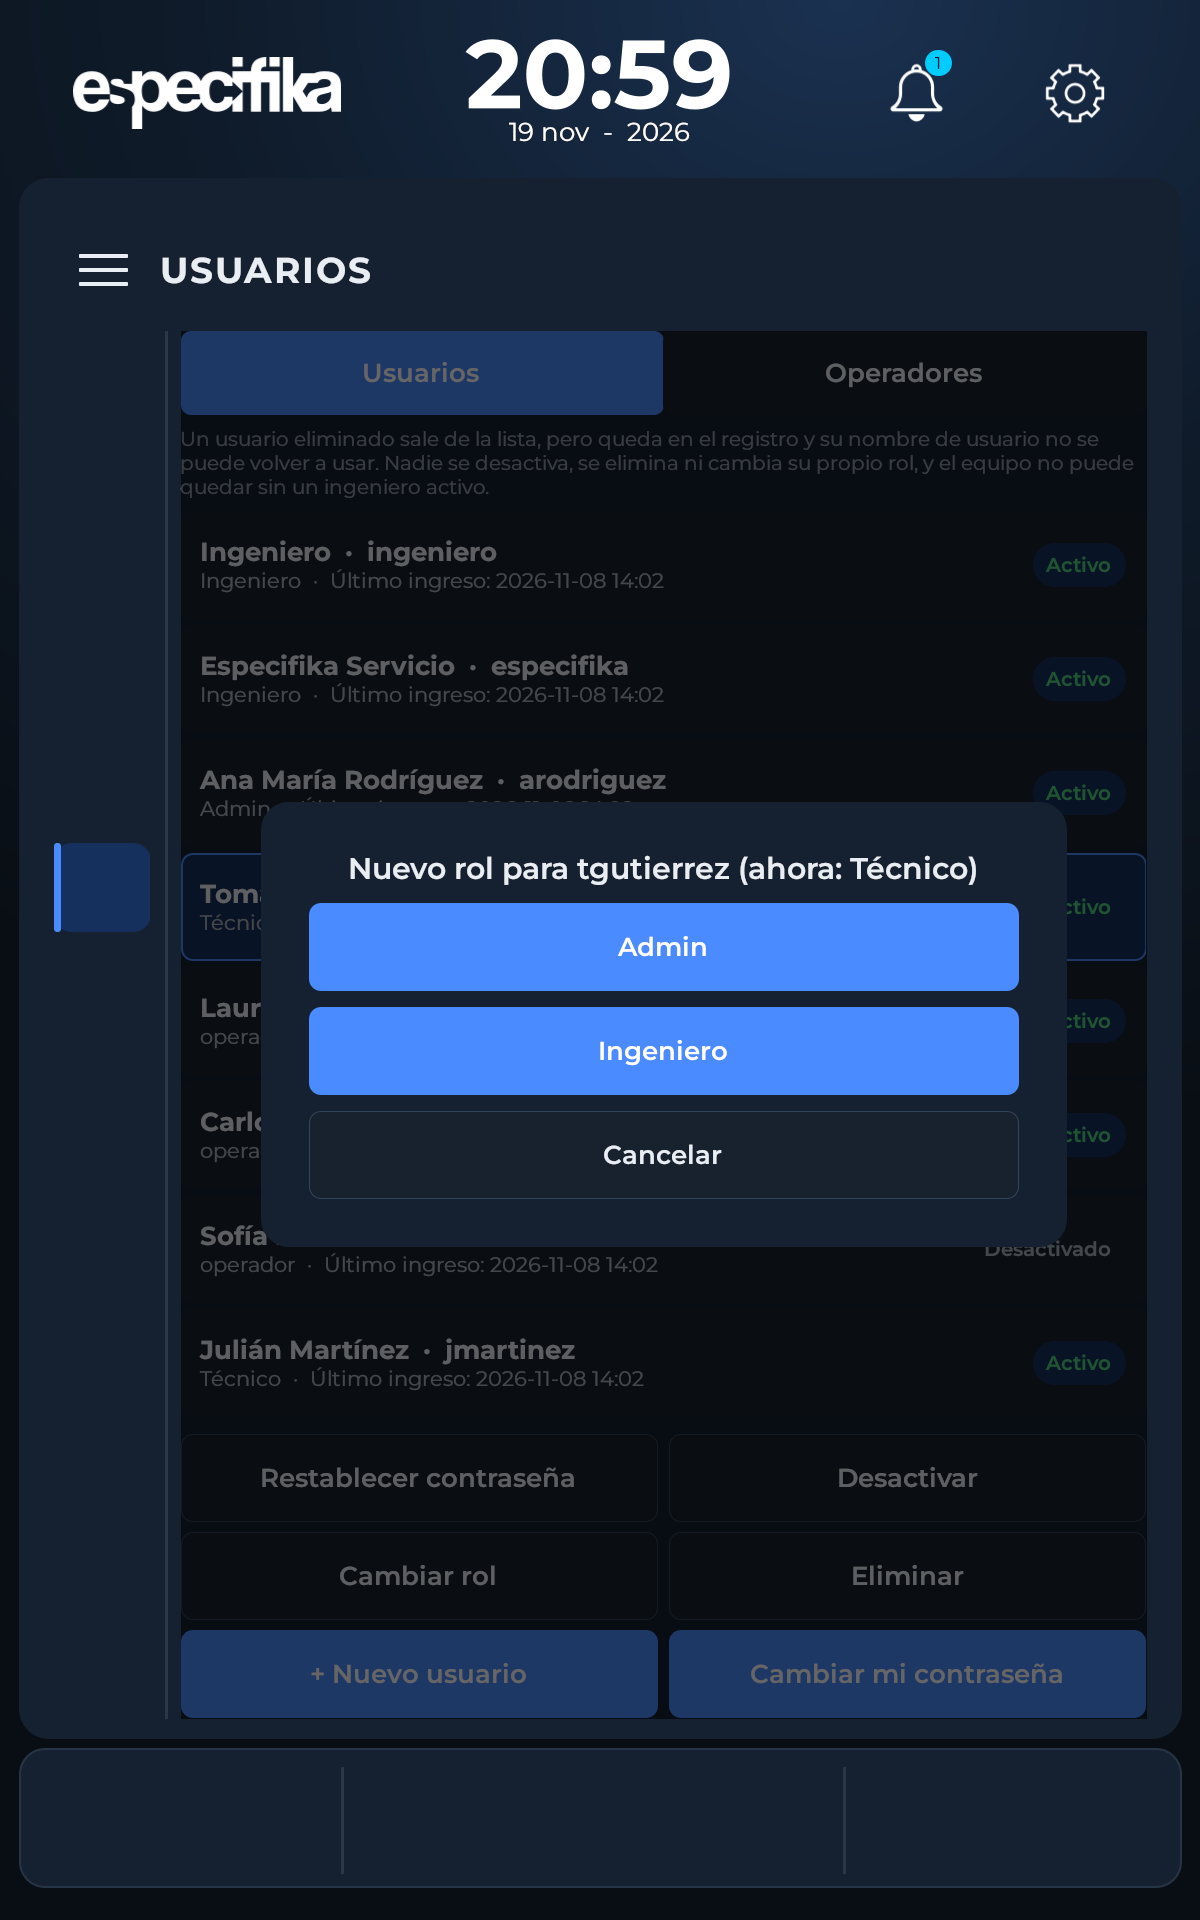 especifika
20:59
19 nov - 2026
1
USUARIOS
Usuarios
Operadores
Un usuario eliminado sale de la lista, pero queda en el registro y su nombre de usuario no se
puede volver a usar. Nadie se desactiva, se elimina ni cambia su propio rol, y el equipo no puede
quedar sin un ingeniero activo.
Ingeniero · ingeniero
Ingeniero · Último ingreso: 2026-11-08 14:02
Activo
Especifika Servicio · especifika
Ingeniero · Último ingreso: 2026-11-08 14:02
Activo
Ana María Rodríguez · arodriguez
Admin
Activo
Nuevo rol para tgutierrez (ahora: Técnico)
Admin
Ingeniero
Cancelar
Sofía
Desactivado
operador · Último ingreso: 2026-11-08 14:02
Julián Martínez · jmartinez
Técnico · Último ingreso: 2026-11-08 14:02
Activo
Restablecer contraseña
Desactivar
Cambiar rol
Eliminar
+ Nuevo usuario
Cambiar mi contraseña